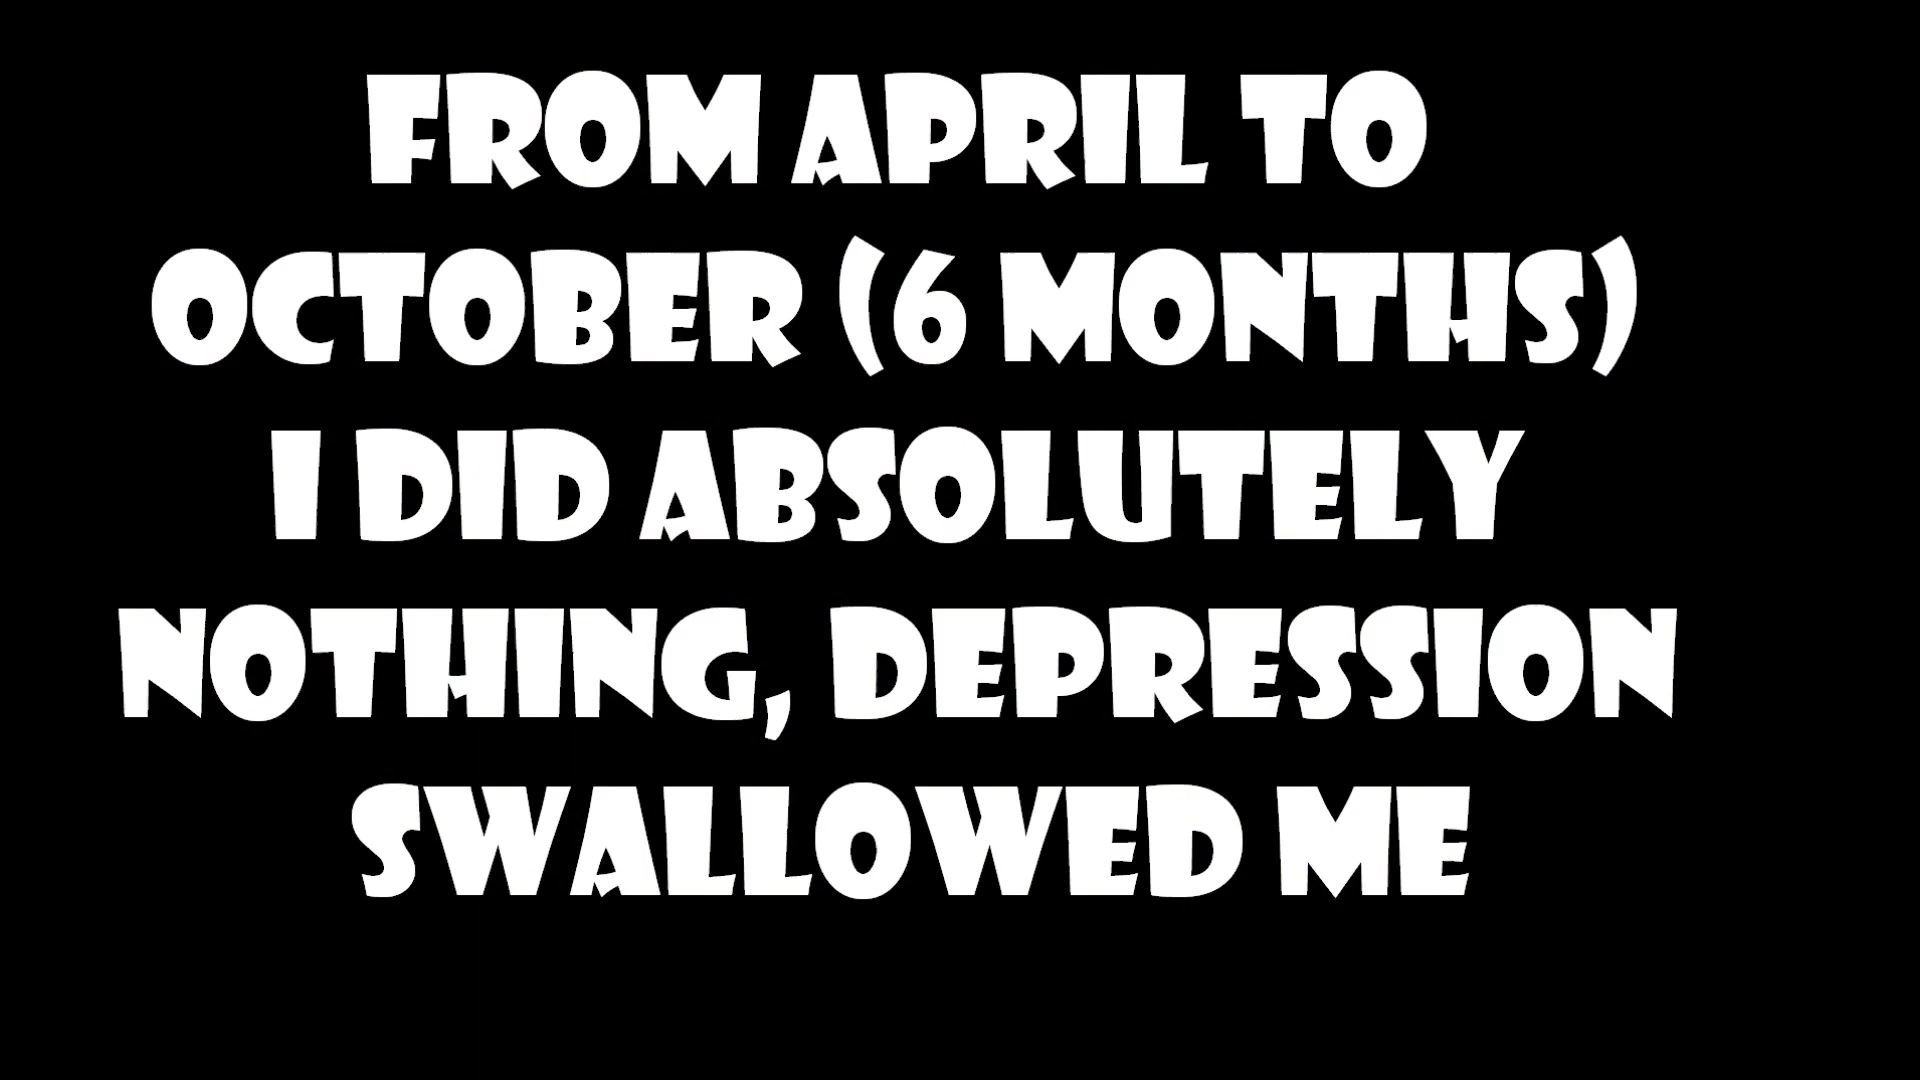 FROM APRIL TO
OCTOBER (6 MONTHS)
I DID ABSOLUTELY
NOTHING, DEPRESSION
SWALLOWED ME